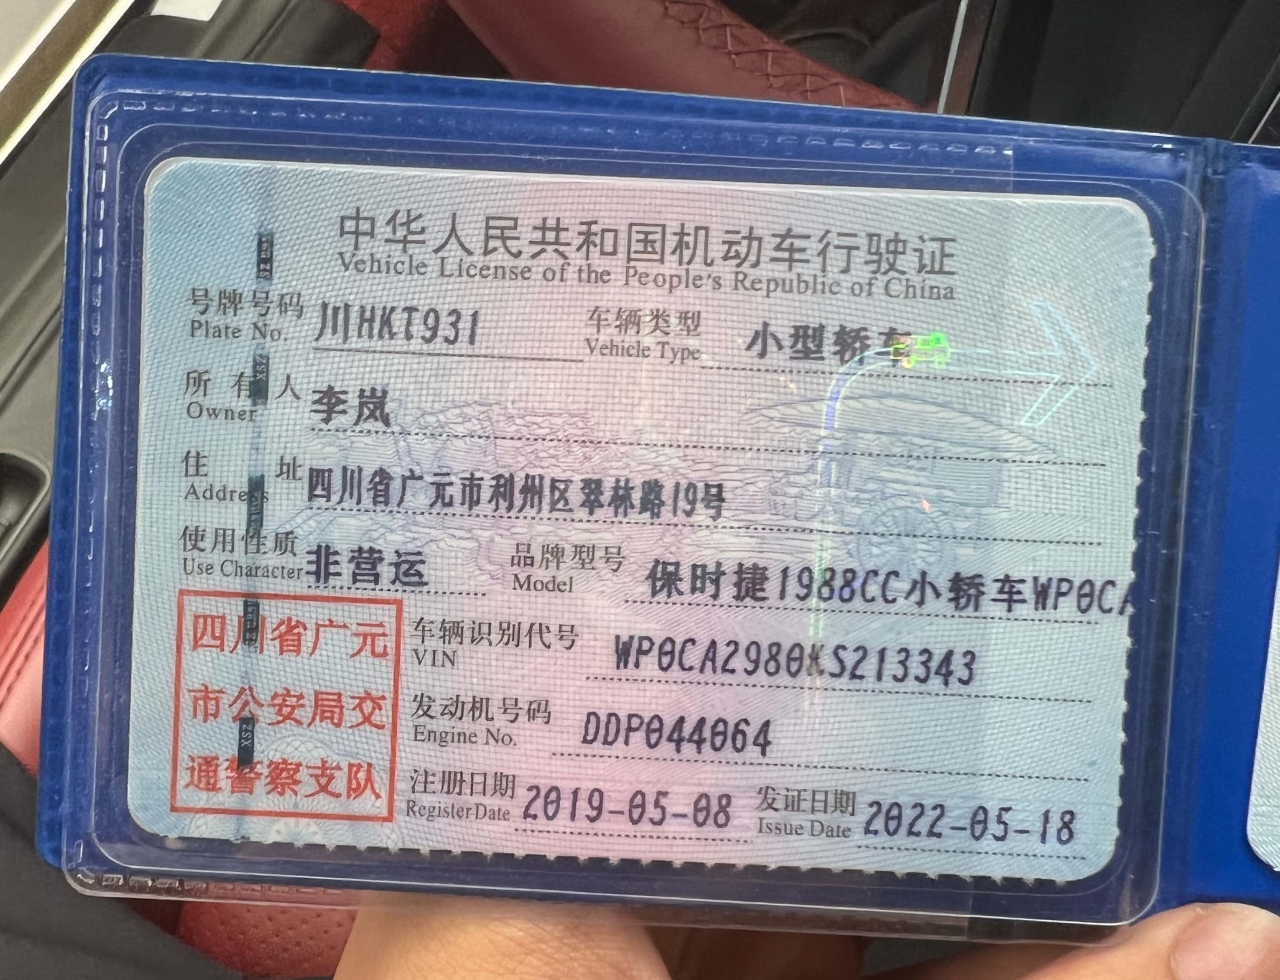 中华人民共和国机动车行驶证
Vehicle License of the People's Republic of China
号牌号码 川HKT931 车辆类型 小型轿车
Plate No. Vehicle Type
所有人 李岚
Owner
住址 四川省广元市利州区翠林路19号
Address
使用性质 非营运 品牌型号 保时捷1988CC小轿车WP0CA
Use Character Model
四川省广元
市公安局交
通警察支队
车辆识别代号 WP0CA2980KS213343
VIN
发动机号码 DDP044064
Engine No.
注册日期 2019-05-08 发证日期 2022-05-18
Register Date Issue Date